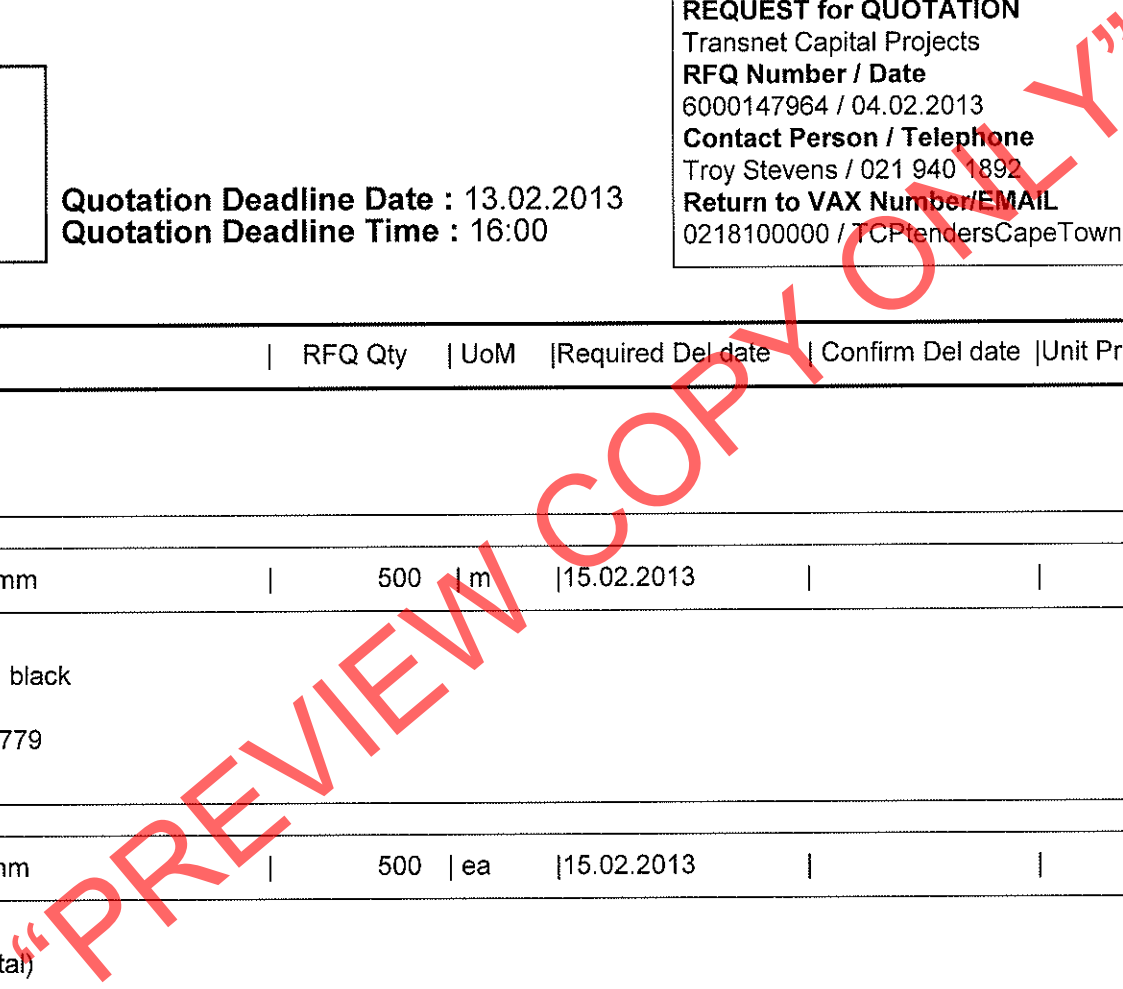 REQUEST for QUOTATION
Transnet Capital Projects
RFQ Number / Date
6000147964 / 04.02.2013
Contact Person / Telephone
Troy Stevens / 021 940 1892
Return to VAX Number/EMAIL
0218100000 / TCPtendersCapeTown
Quotation Deadline Date : 13.02.2013
Quotation Deadline Time : 16:00
| RFQ Qty | UoM |Required Del date | Confirm Del date |Unit Pr
mm | 500 | m |15.02.2013 | |
black
779
mm | 500 | ea |15.02.2013 | |
tal)
“PREVIEW COPY ONLY”